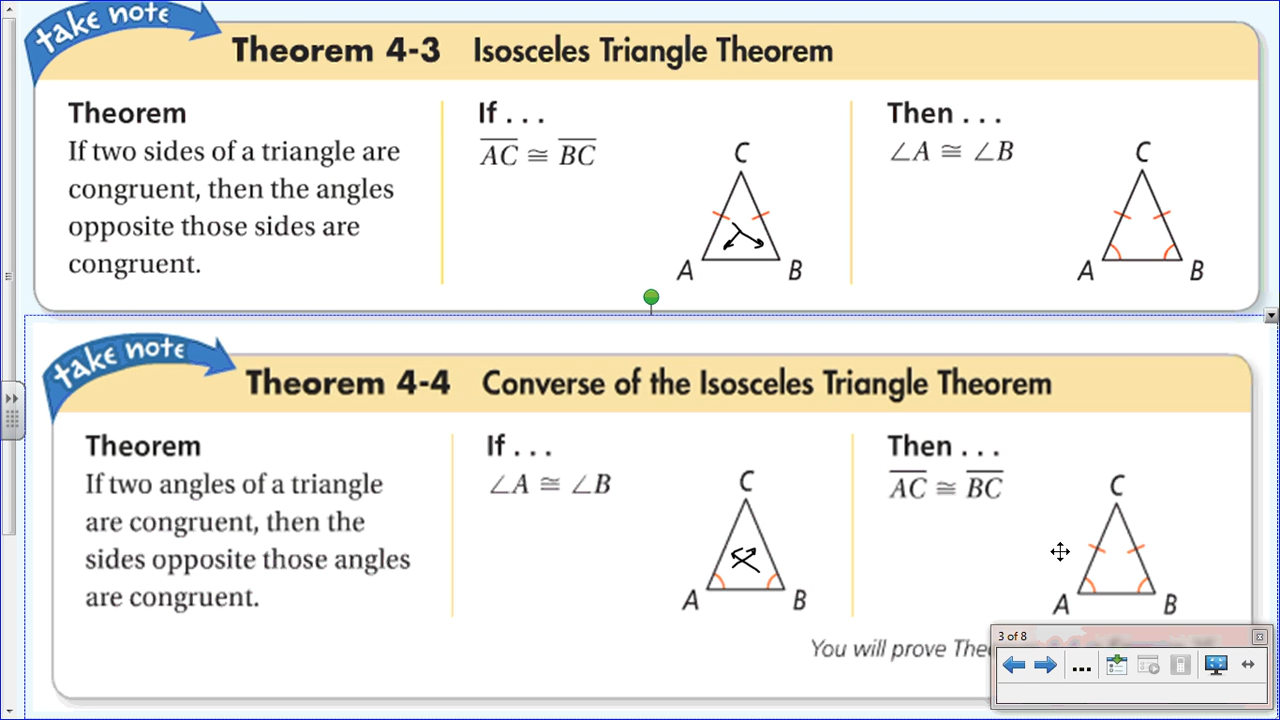 take note
Theorem 4-3 Isosceles Triangle Theorem
Theorem
If two sides of a triangle are
congruent, then the angles
opposite those sides are
congruent.
If . . .
AC ≅ BC
C
A
B
Then . . .
∠A ≅ ∠B
C
A
B
take note
Theorem 4-4 Converse of the Isosceles Triangle Theorem
Theorem
If two angles of a triangle
are congruent, then the
sides opposite those angles
are congruent.
If . . .
∠A ≅ ∠B
C
A
B
Then . . .
AC ≅ BC
C
A
B
You will prove
3 of 8
...